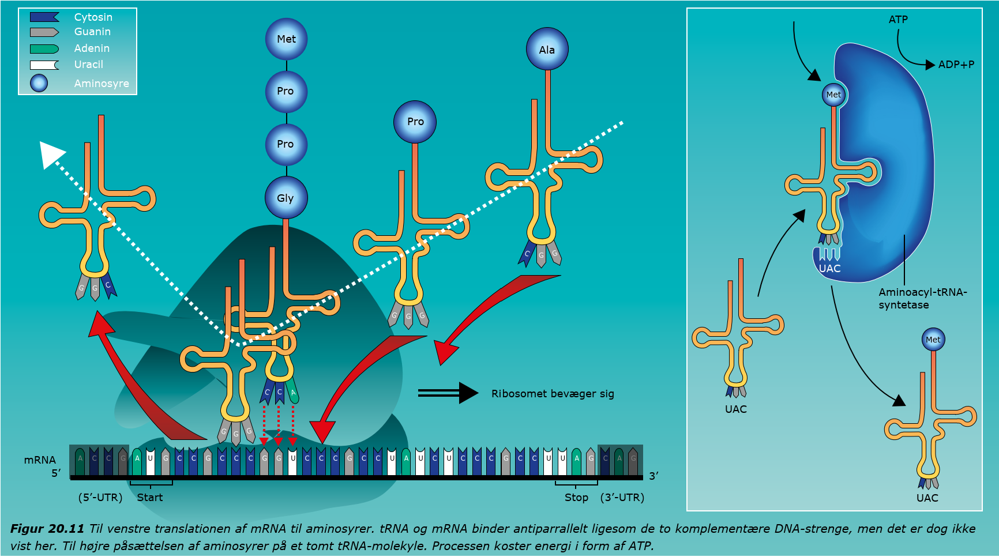 Cytosin
Guanin
Adenin
Uracil
Aminosyre
Met
Pro
Pro
Gly
Pro
Ala
G G C
G G G
C C A
G G G
C G G
Ribosomet bevæger sig
mRNA
5′
A C C G A U G C C G C C C G G U C C C G C C U A U C U C C C G C C U U A G C A G
3′
(5′-UTR)
Start
Stop
(3′-UTR)
ATP
ADP+P
Met
UAC
Aminoacyl-tRNA-
syntetase
UAC
Met
UAC
Figur 20.11 Til venstre translationen af mRNA til aminosyrer. tRNA og mRNA binder antiparrallelt ligesom de to komplementære DNA-strenge, men det er dog ikke
vist her. Til højre påsættelsen af aminosyrer på et tomt tRNA-molekyle. Processen koster energi i form af ATP.